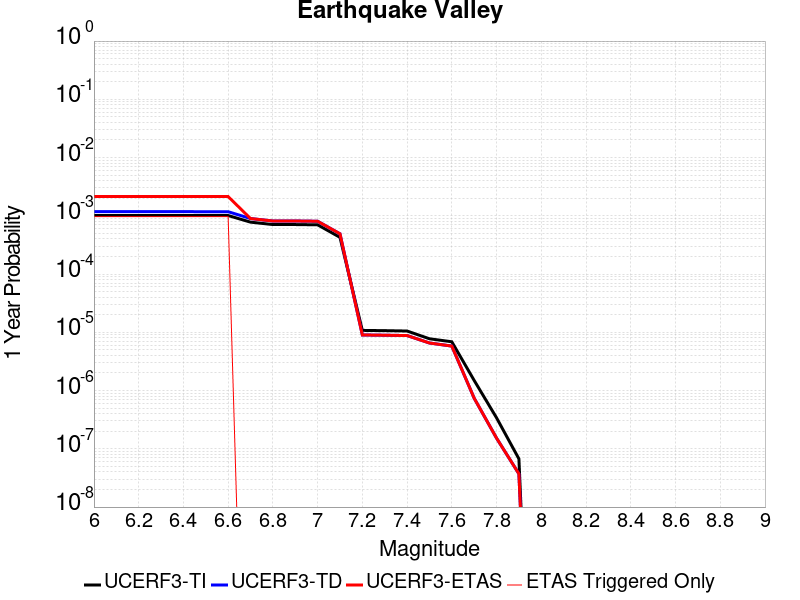 Earthquake Valley
10^0
10^-1
10^-2
10^-3
10^-4
10^-5
10^-6
10^-7
10^-8
1 Year Probability
6 6.2 6.4 6.6 6.8 7 7.2 7.4 7.6 7.8 8 8.2 8.4 8.6 8.8 9
Magnitude
UCERF3-TI UCERF3-TD UCERF3-ETAS ETAS Triggered Only